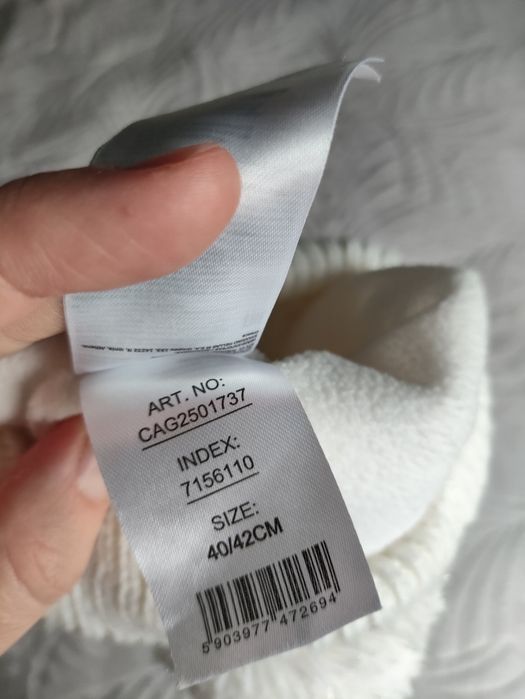 ART. NO:
CAG2501737
INDEX:
7156110
SIZE:
40/42CM
5 903977 472694